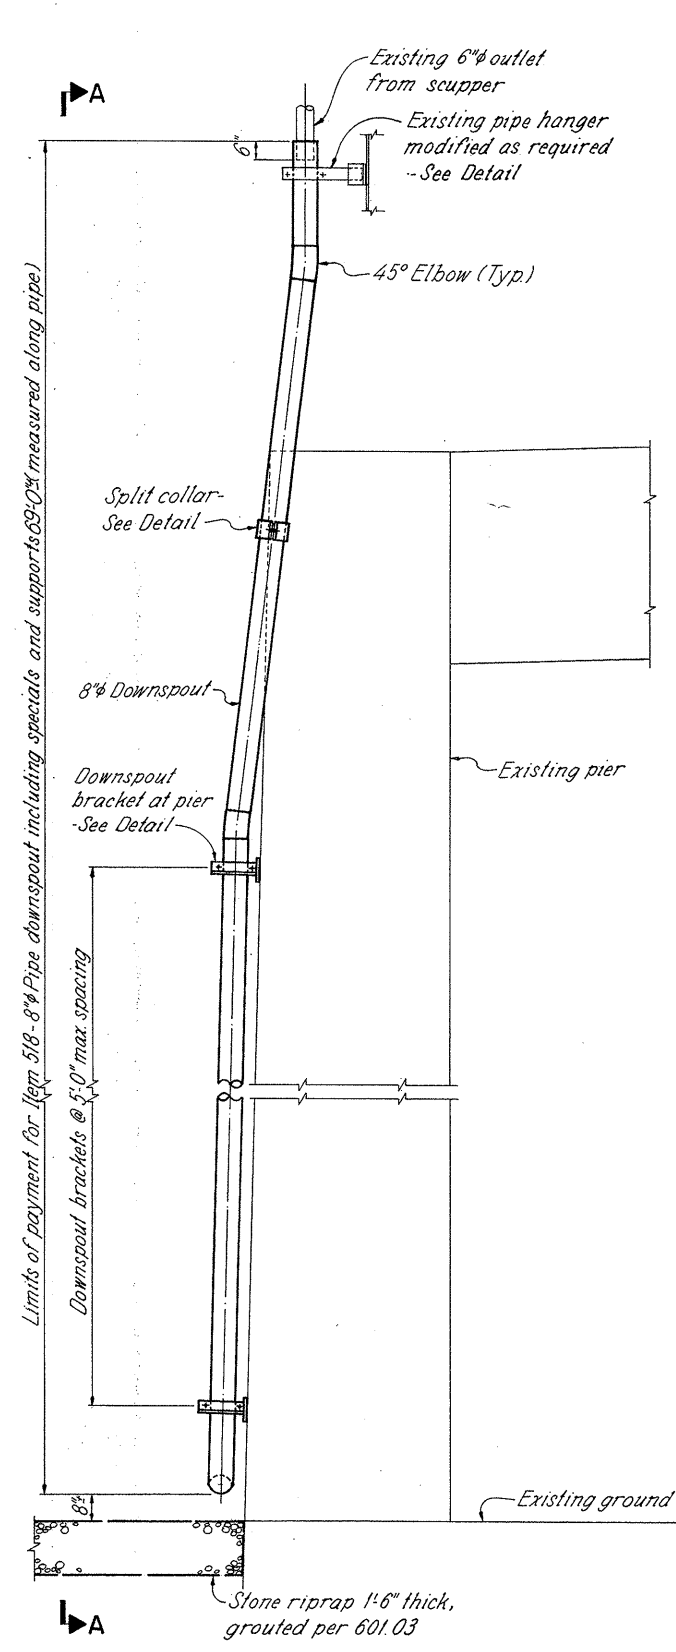 Existing 6"ϕ outlet
from scupper
A
6"
Existing pipe hanger
modified as required
-See Detail
45° Elbow (Typ.)
Limits of payment for Item 518-8"ϕ Pipe downspout including specials and supports 69'-0"± (measured along pipe)
Split collar-
See Detail
8"ϕ Downspout
Existing pier
Downspout
bracket at pier
-See Detail
Downspout brackets @ 5'-0" max. spacing
8"±
Existing ground
Stone riprap 1'-6" thick,
grouted per 601.03
A